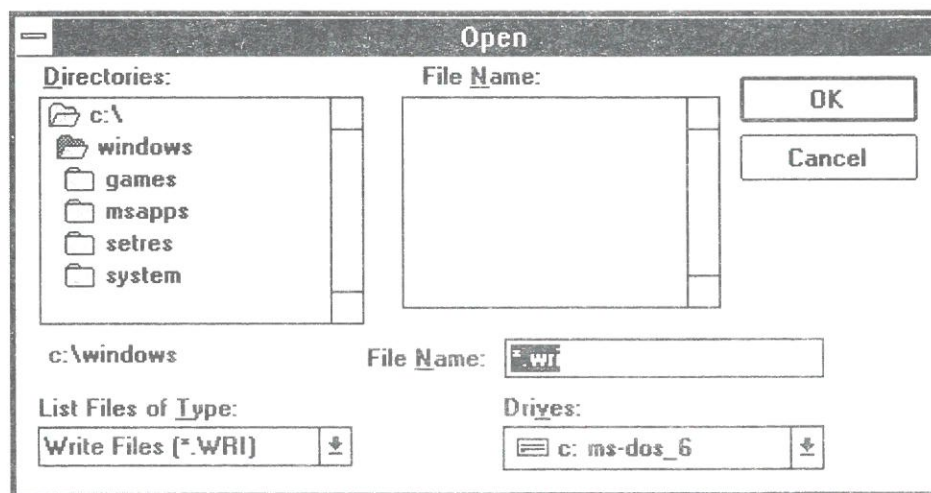 Open
Directories:
File Name:
OK
Cancel
c:\
windows
games
msapps
setres
system
c:\windows
File Name: *.wri
List Files of Type:
Drives:
Write Files (*.WRI)
c: ms-dos_6